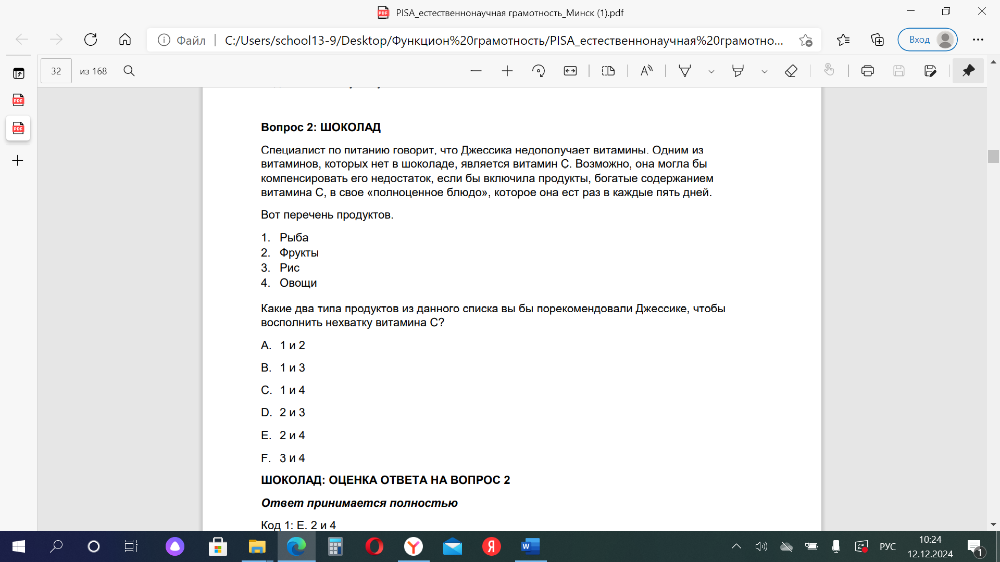 PISA_естественнонаучная грамотность_Минск (1).pdf
Файл C:/Users/school13-9/Desktop/Функцион%20грамотность/PISA_естественнонаучная%20грамотно... Вход
32 из 168
Вопрос 2: ШОКОЛАД
Специалист по питанию говорит, что Джессика недополучает витамины. Одним из
витаминов, которых нет в шоколаде, является витамин С. Возможно, она могла бы
компенсировать его недостаток, если бы включила продукты, богатые содержанием
витамина С, в свое «полноценное блюдо», которое она ест раз в каждые пять дней.
Вот перечень продуктов.
1. Рыба
2. Фрукты
3. Рис
4. Овощи
Какие два типа продуктов из данного списка вы бы порекомендовали Джессике, чтобы
восполнить нехватку витамина С?
A. 1 и 2
B. 1 и 3
C. 1 и 4
D. 2 и 3
E. 2 и 4
F. 3 и 4
ШОКОЛАД: ОЦЕНКА ОТВЕТА НА ВОПРОС 2
Ответ принимается полностью
Код 1: E. 2 и 4
РУС
10:24
12.12.2024
1